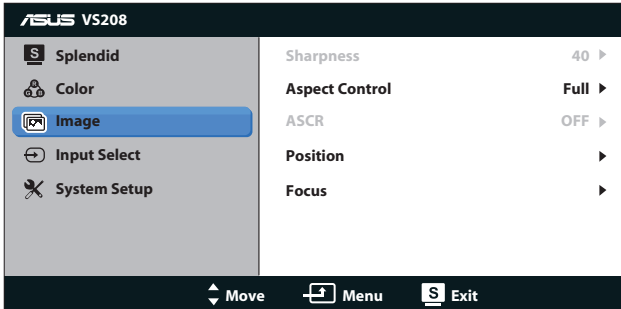 ASUS VS208
S Splendid
Color
Image
Input Select
System Setup
Sharpness 40
Aspect Control Full
ASCR OFF
Position
Focus
Move Menu S Exit